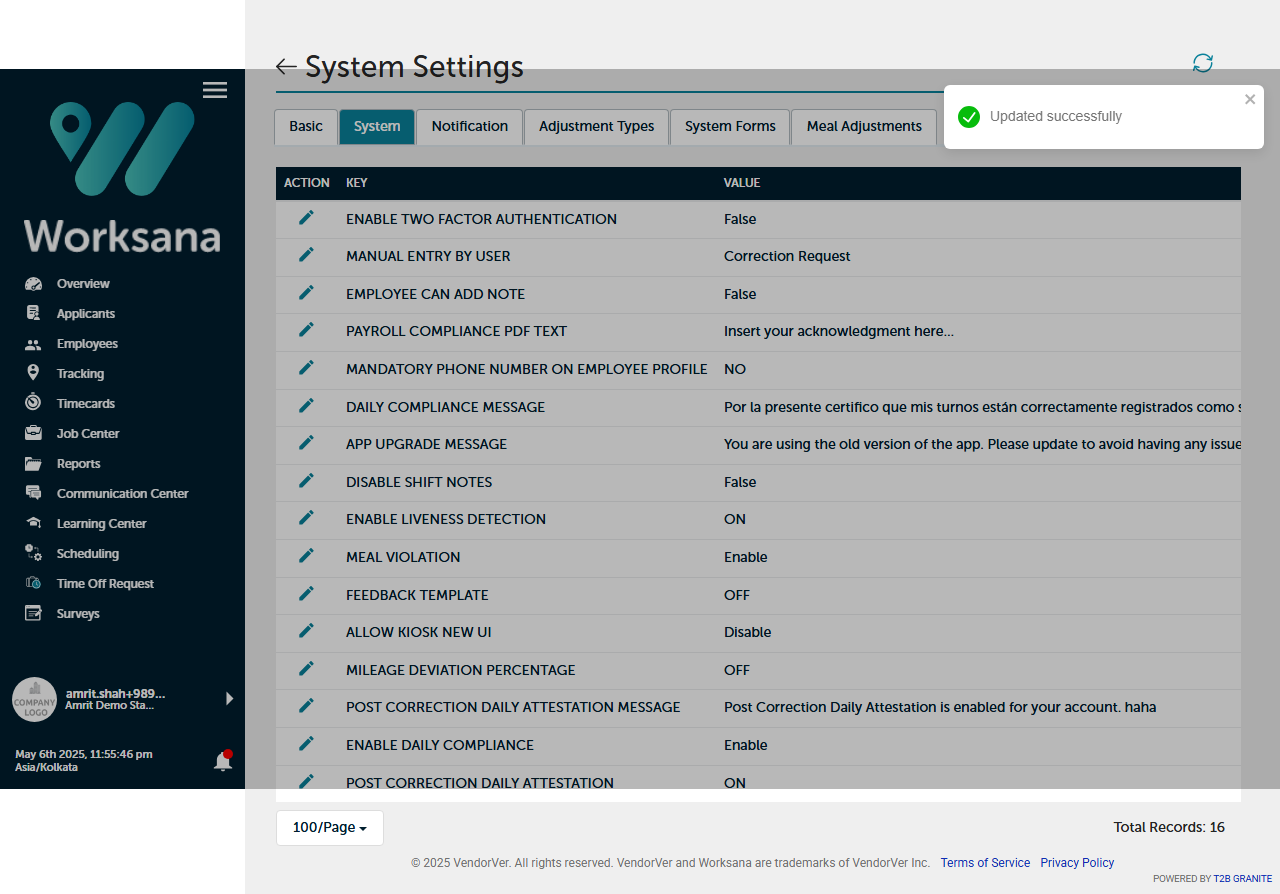 System Settings
Updated successfully
Basic System Notification Adjustment Types System Forms Meal Adjustments
Worksana
Overview
Applicants
Employees
Tracking
Timecards
Job Center
Reports
Communication Center
Learning Center
Scheduling
Time Off Request
Surveys
COMPANY
LOGO
amrit.shah+989...
Amrit Demo Sta...
May 6th 2025, 11:55:46 pm
Asia/Kolkata
ACTION KEY VALUE
ENABLE TWO FACTOR AUTHENTICATION False
MANUAL ENTRY BY USER Correction Request
EMPLOYEE CAN ADD NOTE False
PAYROLL COMPLIANCE PDF TEXT Insert your acknowledgment here...
MANDATORY PHONE NUMBER ON EMPLOYEE PROFILE NO
DAILY COMPLIANCE MESSAGE Por la presente certifico que mis turnos están correctamente registrados como s
APP UPGRADE MESSAGE You are using the old version of the app. Please update to avoid having any issue
DISABLE SHIFT NOTES False
ENABLE LIVENESS DETECTION ON
MEAL VIOLATION Enable
FEEDBACK TEMPLATE OFF
ALLOW KIOSK NEW UI Disable
MILEAGE DEVIATION PERCENTAGE OFF
POST CORRECTION DAILY ATTESTATION MESSAGE Post Correction Daily Attestation is enabled for your account. haha
ENABLE DAILY COMPLIANCE Enable
POST CORRECTION DAILY ATTESTATION ON
100/Page Total Records: 16
© 2025 VendorVer. All rights reserved. VendorVer and Worksana are trademarks of VendorVer Inc. Terms of Service Privacy Policy
POWERED BY T2B GRANITE